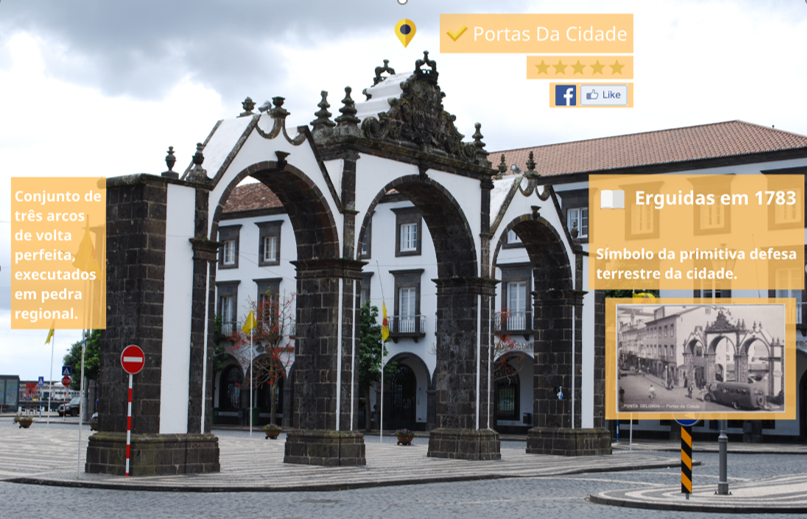 Portas Da Cidade
Like
Conjunto de
três arcos
de volta
perfeita,
executados
em pedra
regional.
Erguidas em 1783
Símbolo da primitiva defesa
terrestre da cidade.
PONTA DELGADA - Portas da Cidade